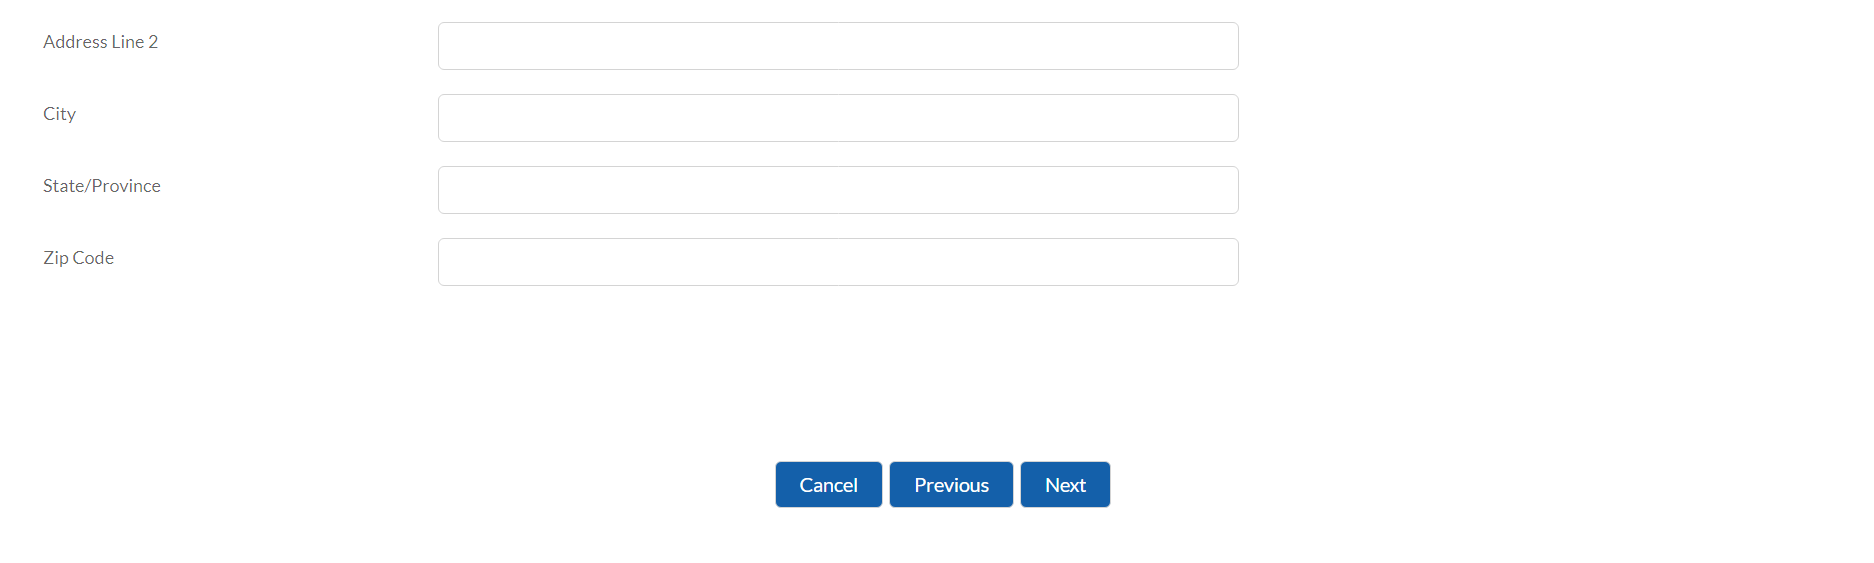 Address Line 2
City
State/Province
Zip Code
Cancel Previous Next